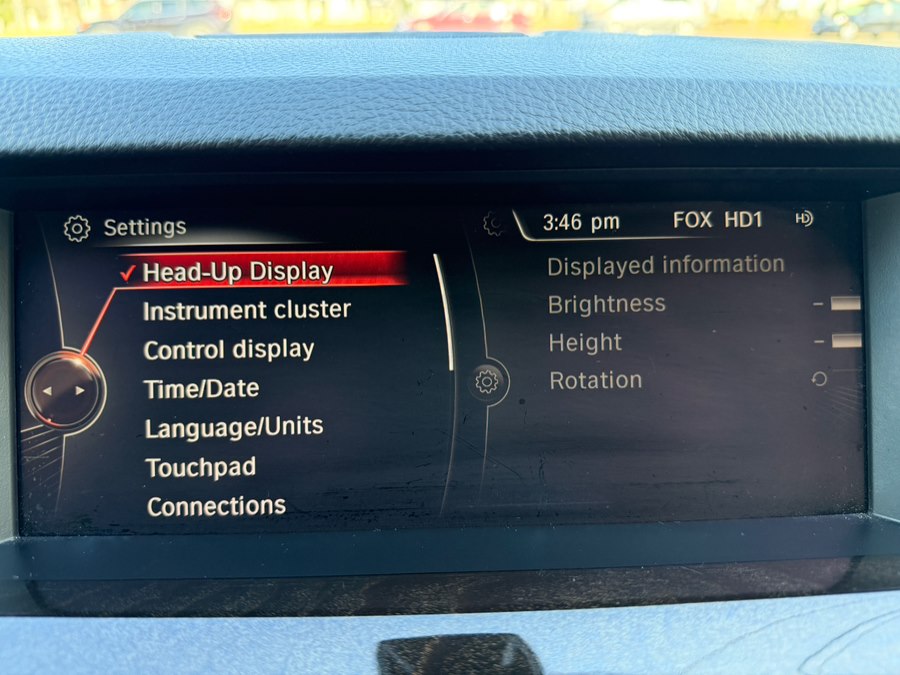 Settings
3:46 pm
FOX HD1
HD
Head-Up Display
Instrument cluster
Control display
Time/Date
Language/Units
Touchpad
Connections
Displayed information
Brightness
Height
Rotation